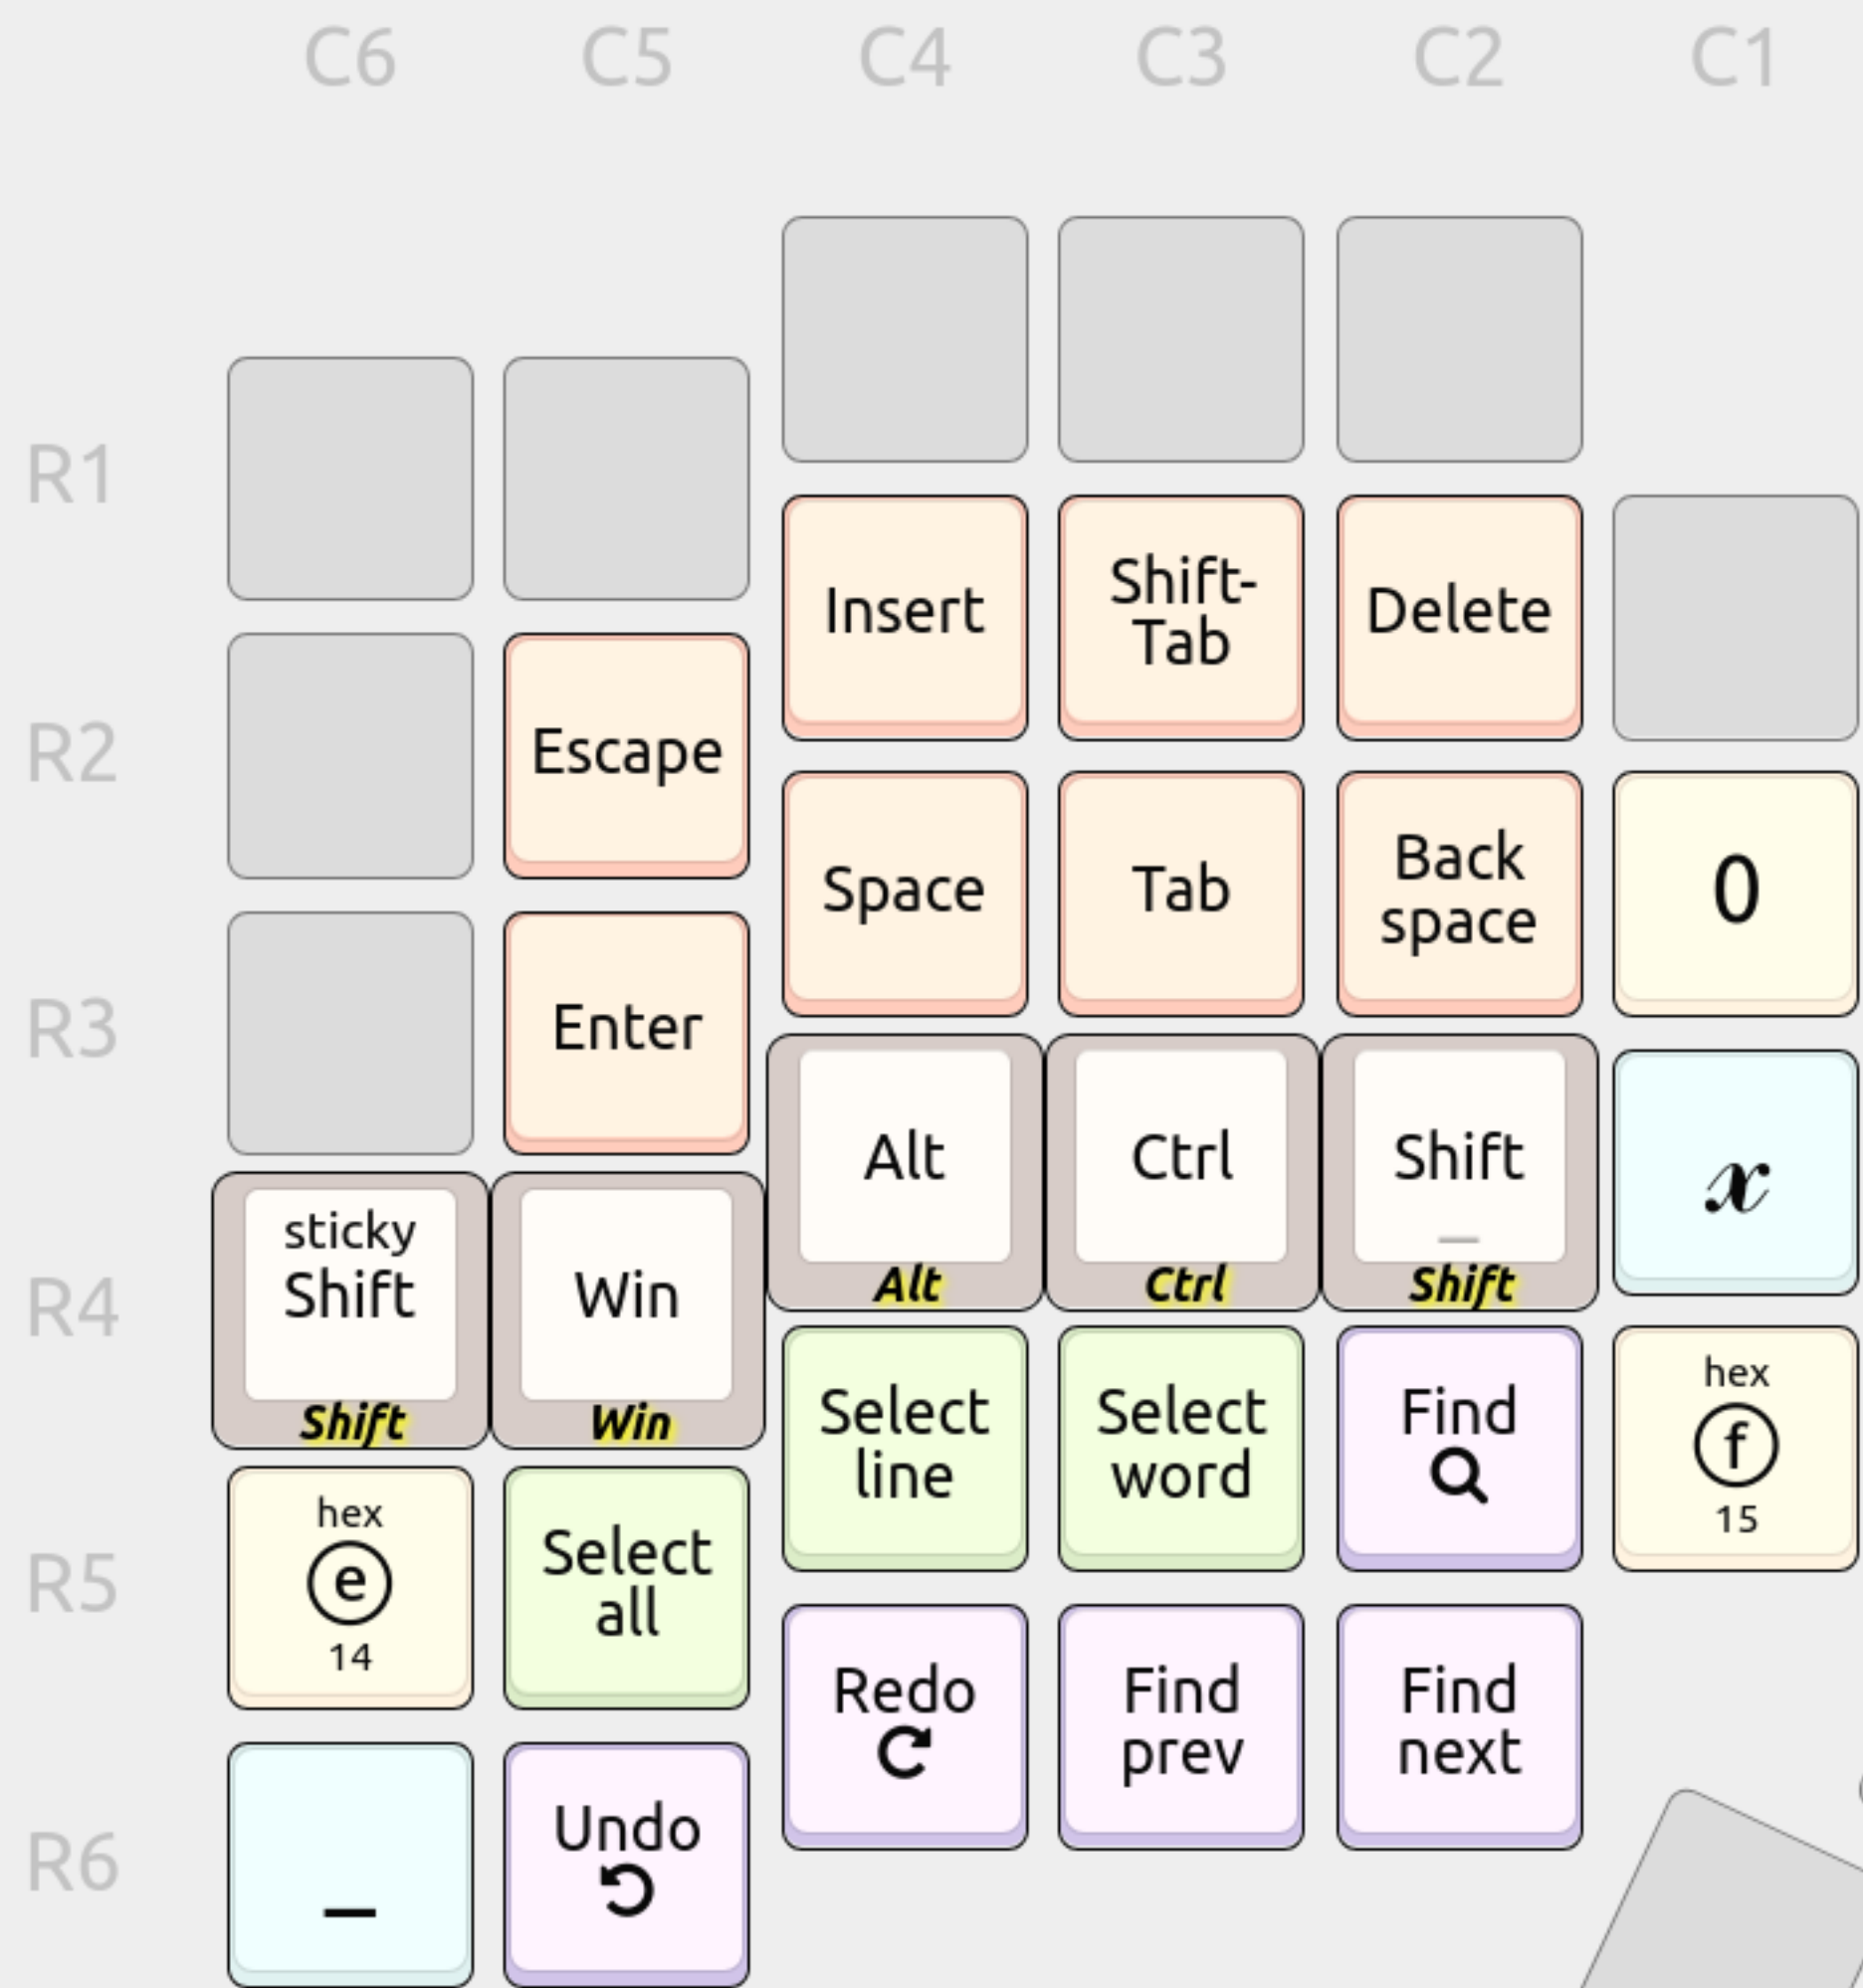 C6 C5 C4 C3 C2 C1
R1
Insert
Shift-
Tab
Delete
R2
Escape
Space
Tab
Back
space
0
R3
Enter
Alt
Alt
Ctrl
Ctrl
Shift
_
Shift
x
R4
sticky
Shift
Shift
Win
Win
Select
line
Select
word
Find
hex
f
15
R5
hex
e
14
Select
all
Redo
Find
prev
Find
next
R6
_
Undo